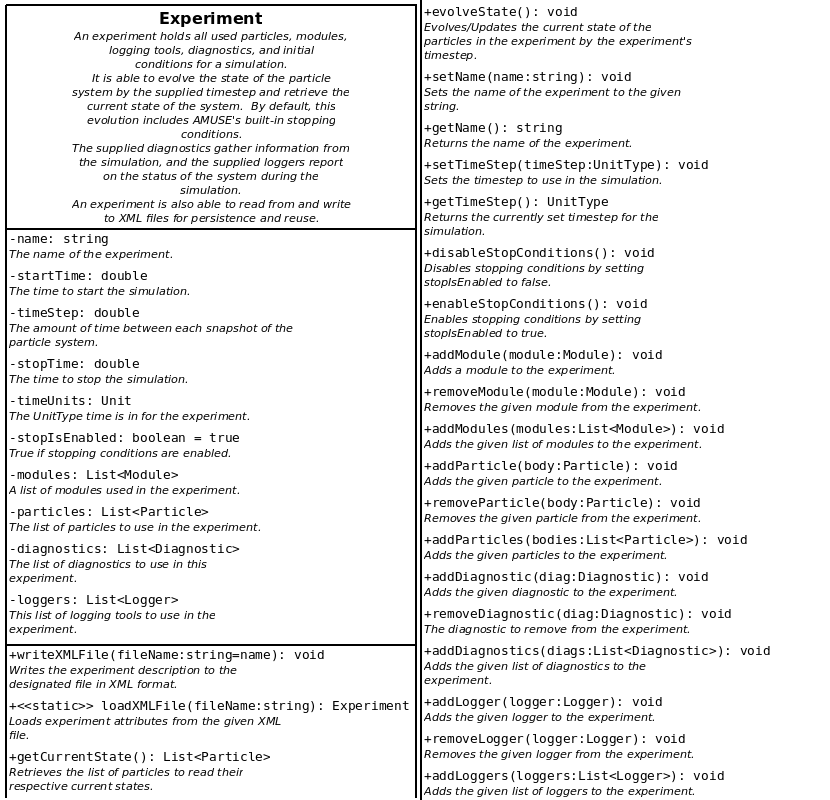 Experiment
An experiment holds all used particles, modules,
logging tools, diagnostics, and initial
conditions for a simulation.
It is able to evolve the state of the particle
system by the supplied timestep and retrieve the
current state of the system.  By default, this
evolution includes AMUSE's built-in stopping
conditions.
The supplied diagnostics gather information from
the simulation, and the supplied loggers report
on the status of the system during the
simulation.
An experiment is also able to read from and write
to XML files for persistence and reuse.
-name: string
The name of the experiment.
-startTime: double
The time to start the simulation.
-timeStep: double
The amount of time between each snapshot of the
particle system.
-stopTime: double
The time to stop the simulation.
-timeUnits: Unit
The UnitType time is in for the experiment.
-stopIsEnabled: boolean = true
True if stopping conditions are enabled.
-modules: List<Module>
A list of modules used in the experiment.
-particles: List<Particle>
The list of particles to use in the experiment.
-diagnostics: List<Diagnostic>
The list of diagnostics to use in this
experiment.
-loggers: List<Logger>
This list of logging tools to use in the
experiment.
+writeXMLFile(fileName:string=name): void
Writes the experiment description to the
designated file in XML format.
+<<static>> loadXMLFile(fileName:string): Experiment
Loads experiment attributes from the given XML
file.
+getCurrentState(): List<Particle>
Retrieves the list of particles to read their
respective current states.
+evolveState(): void
Evolves/Updates the current state of the
particles in the experiment by the experiment's
timestep.
+setName(name:string): void
Sets the name of the experiment to the given
string.
+getName(): string
Returns the name of the experiment.
+setTimeStep(timeStep:UnitType): void
Sets the timestep to use in the simulation.
+getTimeStep(): UnitType
Returns the currently set timestep for the
simulation.
+disableStopConditions(): void
Disables stopping conditions by setting
stopIsEnabled to false.
+enableStopConditions(): void
Enables stopping conditions by setting
stopIsEnabled to true.
+addModule(module:Module): void
Adds a module to the experiment.
+removeModule(module:Module): void
Removes the given module from the experiment.
+addModules(modules:List<Module>): void
Adds the given list of modules to the experiment.
+addParticle(body:Particle): void
Adds the given particle to the experiment.
+removeParticle(body:Particle): void
Removes the given particle from the experiment.
+addParticles(bodies:List<Particle>): void
Adds the given particles to the experiment.
+addDiagnostic(diag:Diagnostic): void
Adds the given diagnostic to the experiment.
+removeDiagnostic(diag:Diagnostic): void
The diagnostic to remove from the experiment.
+addDiagnostics(diags:List<Diagnostic>): void
Adds the given list of diagnostics to the
experiment.
+addLogger(logger:Logger): void
Adds the given logger to the experiment.
+removeLogger(logger:Logger): void
Removes the given logger from the experiment.
+addLoggers(loggers:List<Logger>): void
Adds the given list of loggers to the experiment.